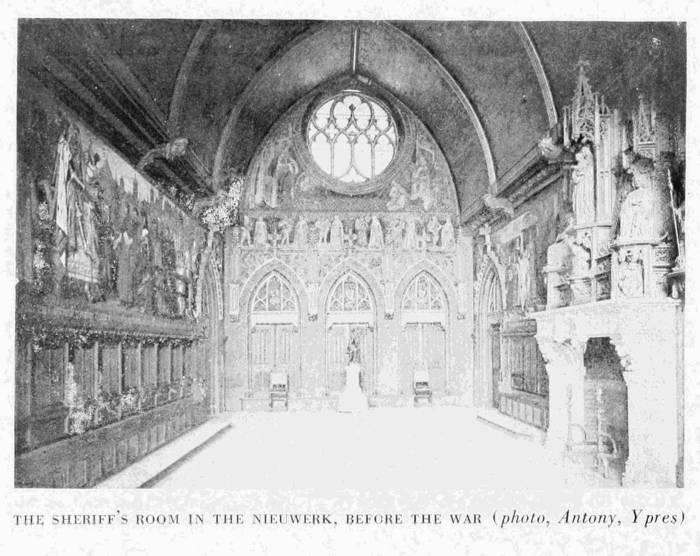 THE SHERIFF'S ROOM IN THE NIEUWERK, BEFORE THE WAR (photo, Antony, Ypres)